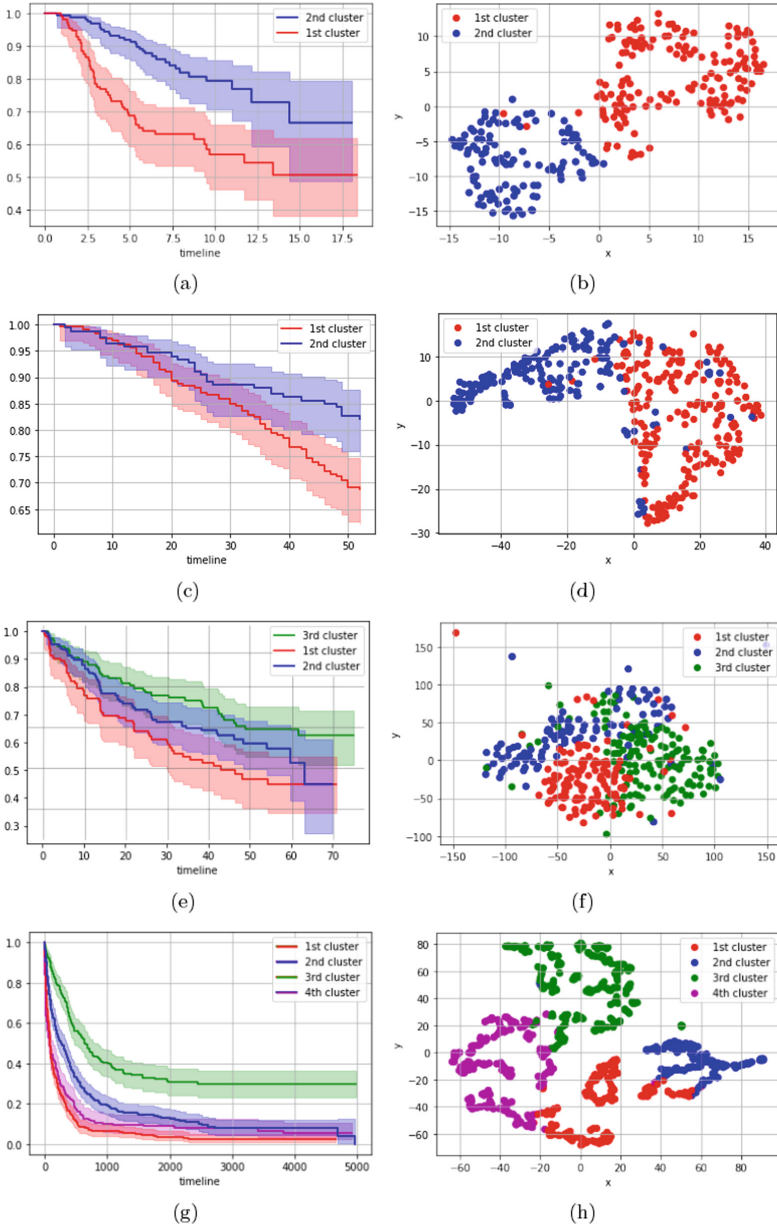 1.0
0.9
0.8
0.7
0.6
0.5
0.4
2nd cluster
1st cluster
0.0 2.5 5.0 7.5 10.0 12.5 15.0 17.5
timeline
(a)
10
5
0
−5
−10
−15
y
1st cluster
2nd cluster
−15 −10 −5 0 5 10 15
x
(b)
1.00
0.95
0.90
0.85
0.80
0.75
0.70
0.65
1st cluster
2nd cluster
0 10 20 30 40 50
timeline
(c)
10
0
−10
−20
−30
y
1st cluster
2nd cluster
−40 −20 0 20 40
x
(d)
1.0
0.9
0.8
0.7
0.6
0.5
0.4
0.3
3rd cluster
1st cluster
2nd cluster
0 10 20 30 40 50 60 70
timeline
(e)
150
100
50
0
−50
−100
y
1st cluster
2nd cluster
3rd cluster
−150 −100 −50 0 50 100 150
x
(f)
1.0
0.8
0.6
0.4
0.2
0.0
1st cluster
2nd cluster
3rd cluster
4th cluster
0 1000 2000 3000 4000 5000
timeline
(g)
80
60
40
20
0
−20
−40
−60
y
1st cluster
2nd cluster
3rd cluster
4th cluster
−60 −40 −20 0 20 40 60 80
x
(h)